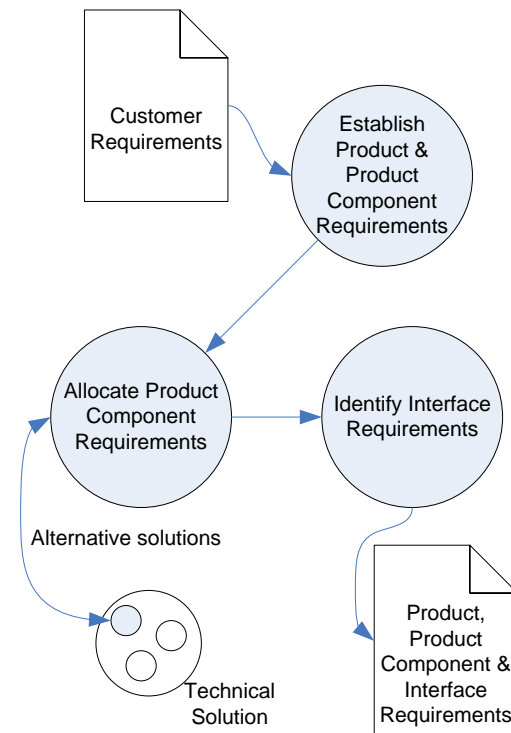 Customer
Requirements
Establish
Product &
Product
Component
Requirements
Allocate Product
Component
Requirements
Identify Interface
Requirements
Alternative solutions
Technical
Solution
Product,
Product
Component &
Interface
Requirements